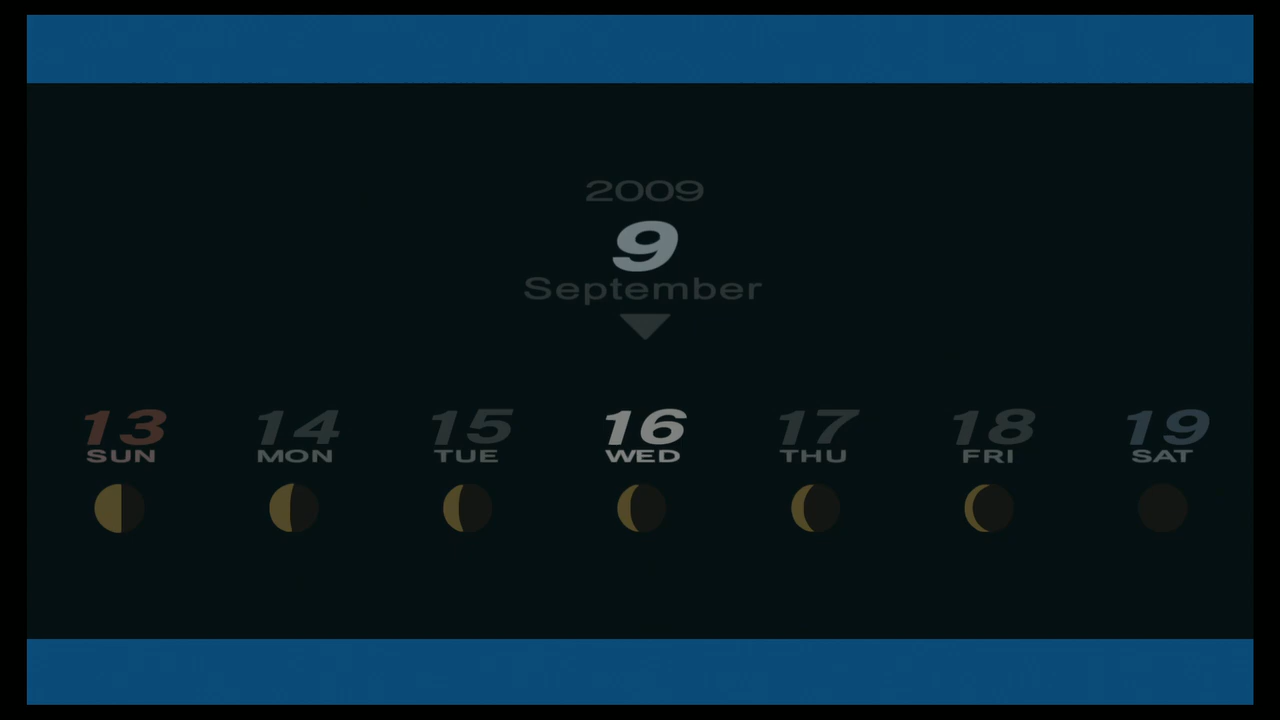 2009
9
September
13 14 15 16 17 18 19
SUN MON TUE WED THU FRI SAT